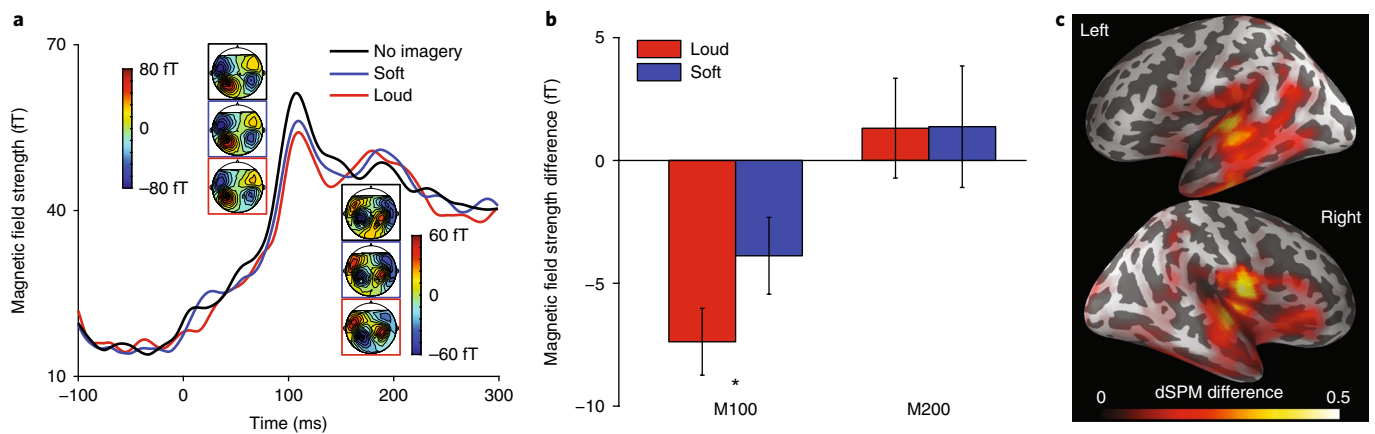 a
70
40
10
Magnetic field strength (fT)
−100
0
100
200
300
Time (ms)
80 fT
0
−80 fT
No imagery
Soft
Loud
60 fT
0
−60 fT
b
5
0
−5
−10
Magnetic field strength difference (fT)
Loud
Soft
*
M100
M200
c
Left
Right
dSPM difference
0
0.5